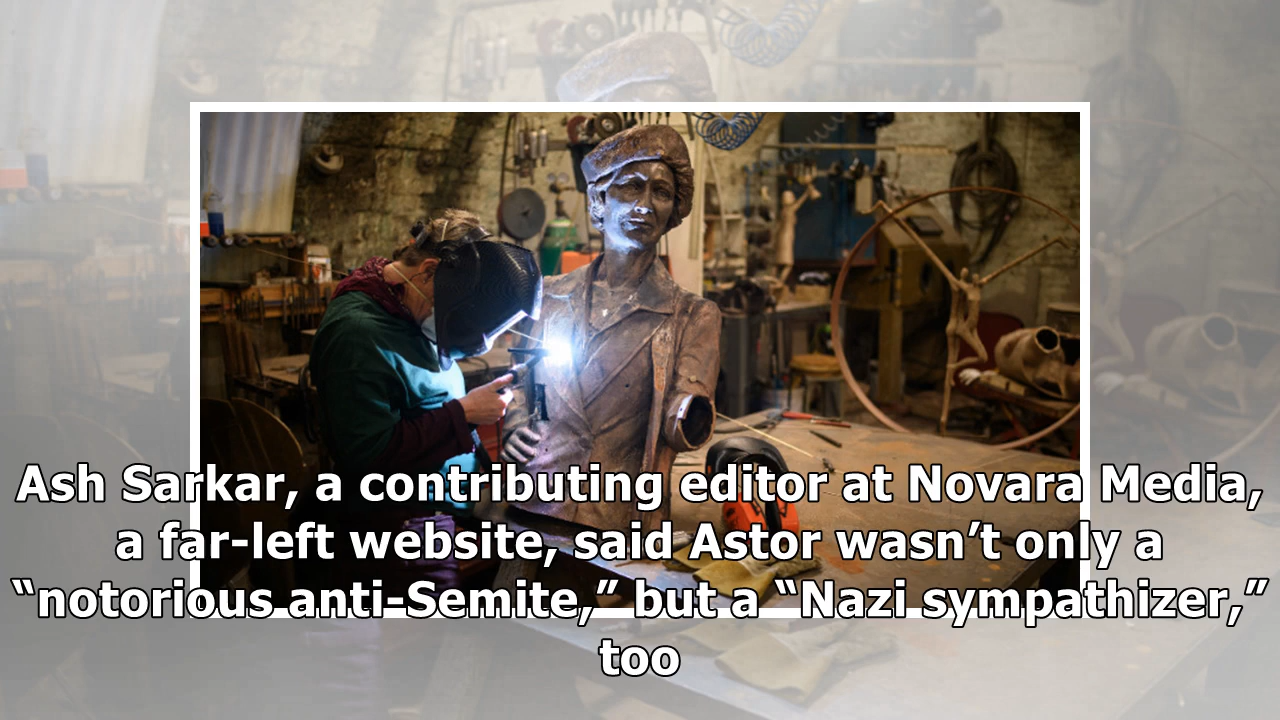 Ash Sarkar, a contributing editor at Novara Media,
a far-left website, said Astor wasn’t only a
“notorious anti-Semite,” but a “Nazi sympathizer,”
too